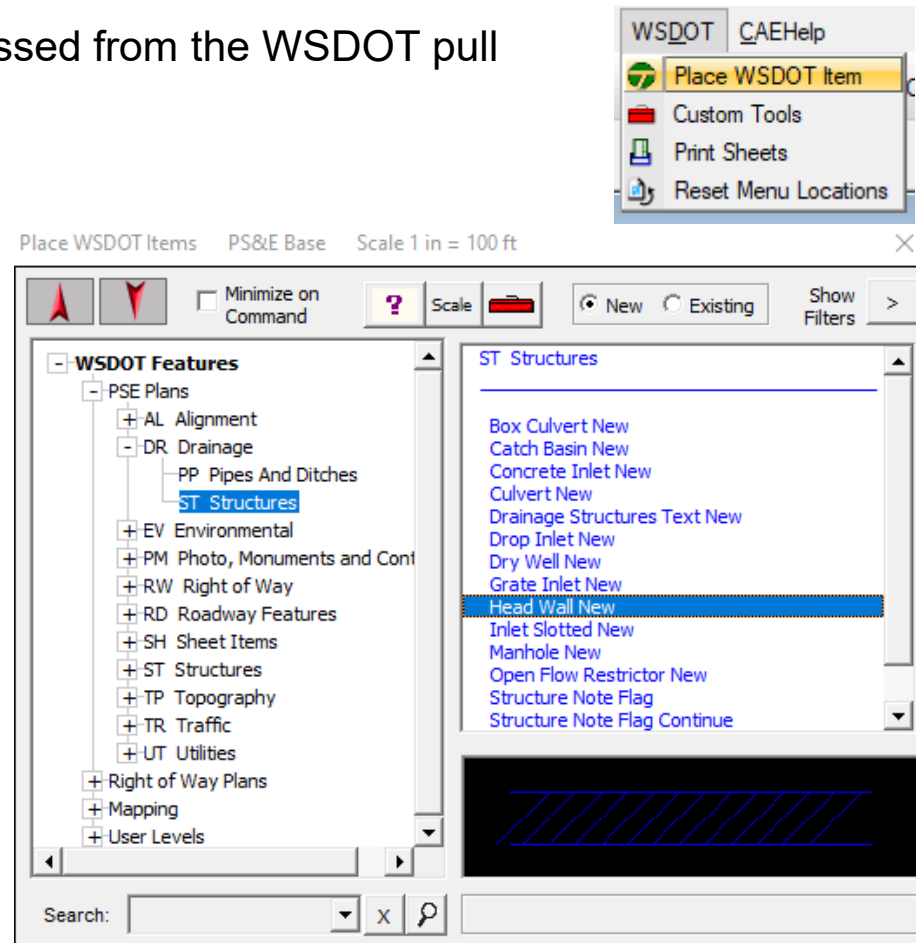 ssed from the WSDOT pull
WSDOT CAEHelp
Place WSDOT Item
Custom Tools
Print Sheets
Reset Menu Locations
Place WSDOT Items PS&E Base Scale 1 in = 100 ft
Minimize on
Command
? Scale
New Existing
Show
Filters >
WSDOT Features
PSE Plans
AL Alignment
DR Drainage
PP Pipes And Ditches
ST Structures
EV Environmental
PM Photo, Monuments and Cont
RW Right of Way
RD Roadway Features
SH Sheet Items
ST Structures
TP Topography
TR Traffic
UT Utilities
Right of Way Plans
Mapping
User Levels
ST Structures
Box Culvert New
Catch Basin New
Concrete Inlet New
Culvert New
Drainage Structures Text New
Drop Inlet New
Dry Well New
Grate Inlet New
Head Wall New
Inlet Slotted New
Manhole New
Open Flow Restrictor New
Structure Note Flag
Structure Note Flag Continue
Search: X